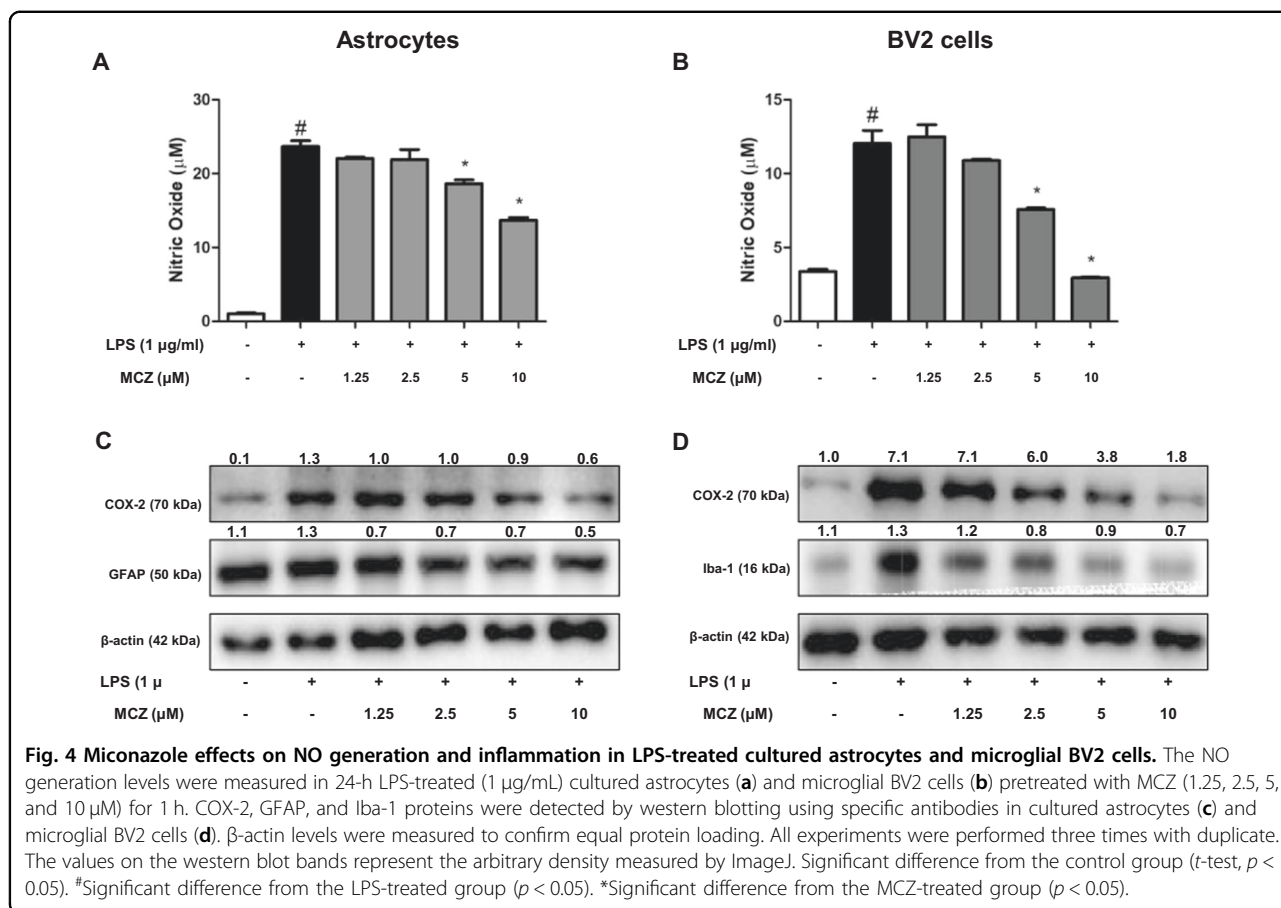 Astrocytes
BV2 cells
A
30
20
10
0
Nitric Oxide (μM)
#
*
*
LPS (1 μg/ml) - + + + + +
MCZ (μM) - - 1.25 2.5 5 10
B
15
10
5
0
Nitric Oxide (μM)
#
*
*
LPS (1 μg/ml) - + + + + +
MCZ (μM) - - 1.25 2.5 5 10
C
0.1 1.3 1.0 1.0 0.9 0.6
COX-2 (70 kDa)
1.1 1.3 0.7 0.7 0.7 0.5
GFAP (50 kDa)
β-actin (42 kDa)
LPS (1 μ - + + + + +
MCZ (μM) - - 1.25 2.5 5 10
D
1.0 7.1 7.1 6.0 3.8 1.8
COX-2 (70 kDa)
1.1 1.3 1.2 0.8 0.9 0.7
Iba-1 (16 kDa)
β-actin (42 kDa)
LPS (1 μ - + + + + +
MCZ (μM) - - 1.25 2.5 5 10
Fig. 4 Miconazole effects on NO generation and inflammation in LPS-treated cultured astrocytes and microglial BV2 cells. The NO
generation levels were measured in 24-h LPS-treated (1 μg/mL) cultured astrocytes (a) and microglial BV2 cells (b) pretreated with MCZ (1.25, 2.5, 5,
and 10 μM) for 1 h. COX-2, GFAP, and Iba-1 proteins were detected by western blotting using specific antibodies in cultured astrocytes (c) and
microglial BV2 cells (d). β-actin levels were measured to confirm equal protein loading. All experiments were performed three times with duplicate.
The values on the western blot bands represent the arbitrary density measured by ImageJ. Significant difference from the control group (t-test, p <
0.05). #Significant difference from the LPS-treated group (p < 0.05). *Significant difference from the MCZ-treated group (p < 0.05).